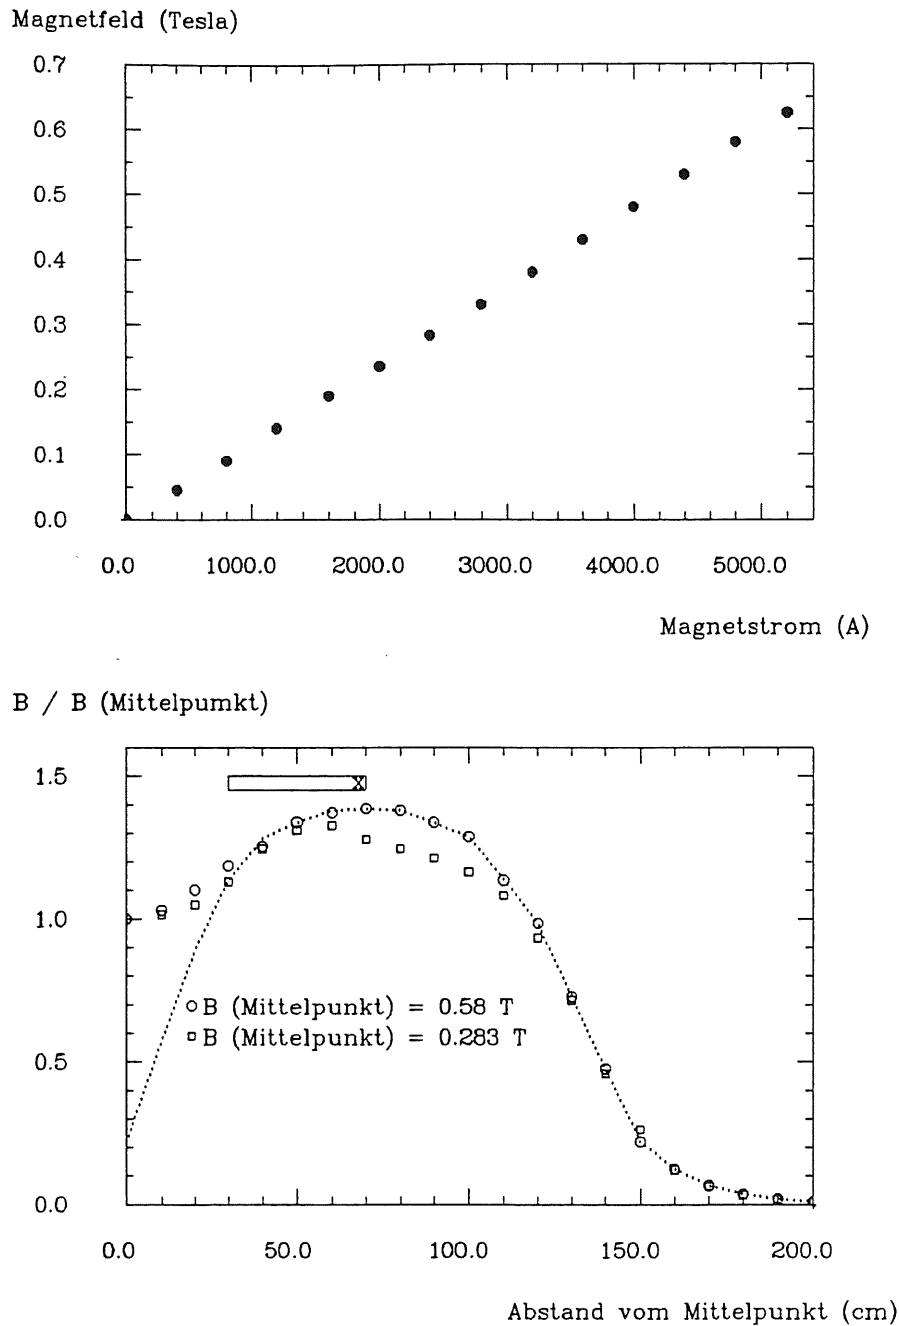 Magnetfeld (Tesla)
0.7
0.6
0.5
0.4
0.3
0.2
0.1
0.0
0.0 1000.0 2000.0 3000.0 4000.0 5000.0
Magnetstrom (A)
B / B (Mittelpumkt)
1.5
1.0
B (Mittelpunkt) = 0.58 T
B (Mittelpunkt) = 0.283 T
0.5
0.0
0.0 50.0 100.0 150.0 200.0
Abstand vom Mittelpunkt (cm)